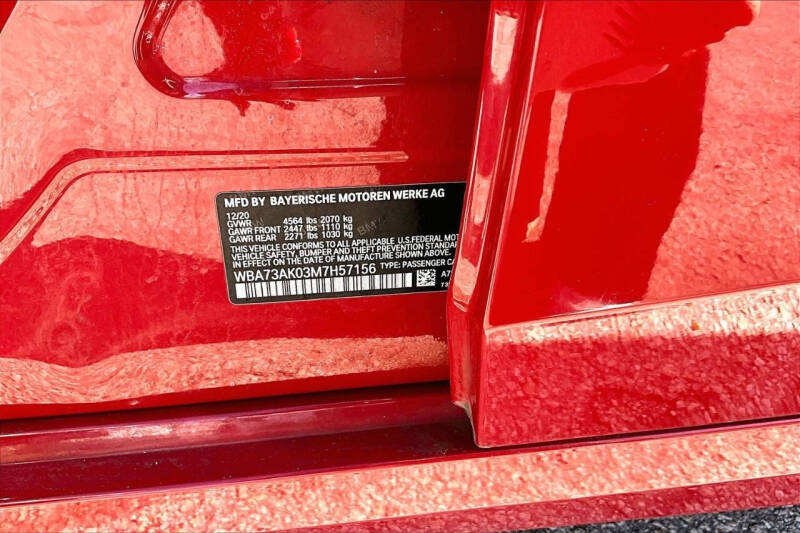 MFD BY BAYERISCHE MOTOREN WERKE AG
12/20
GVWR 4564 lbs 2070 kg
GAWR FRONT 2447 lbs 1110 kg
GAWR REAR 2271 lbs 1030 kg
THIS CAR CONFORMS TO ALL APPLICABLE U.S.FEDERAL MOT
VEHICLE SAFETY, BUMPER AND THEFT PREVENTION STANDAR
IN EFFECT ON THE DATE OF MANUFACTURE SHOWN ABOVE.
WBA73AK03M7H57156 TYPE: PASSENGER CA
A7